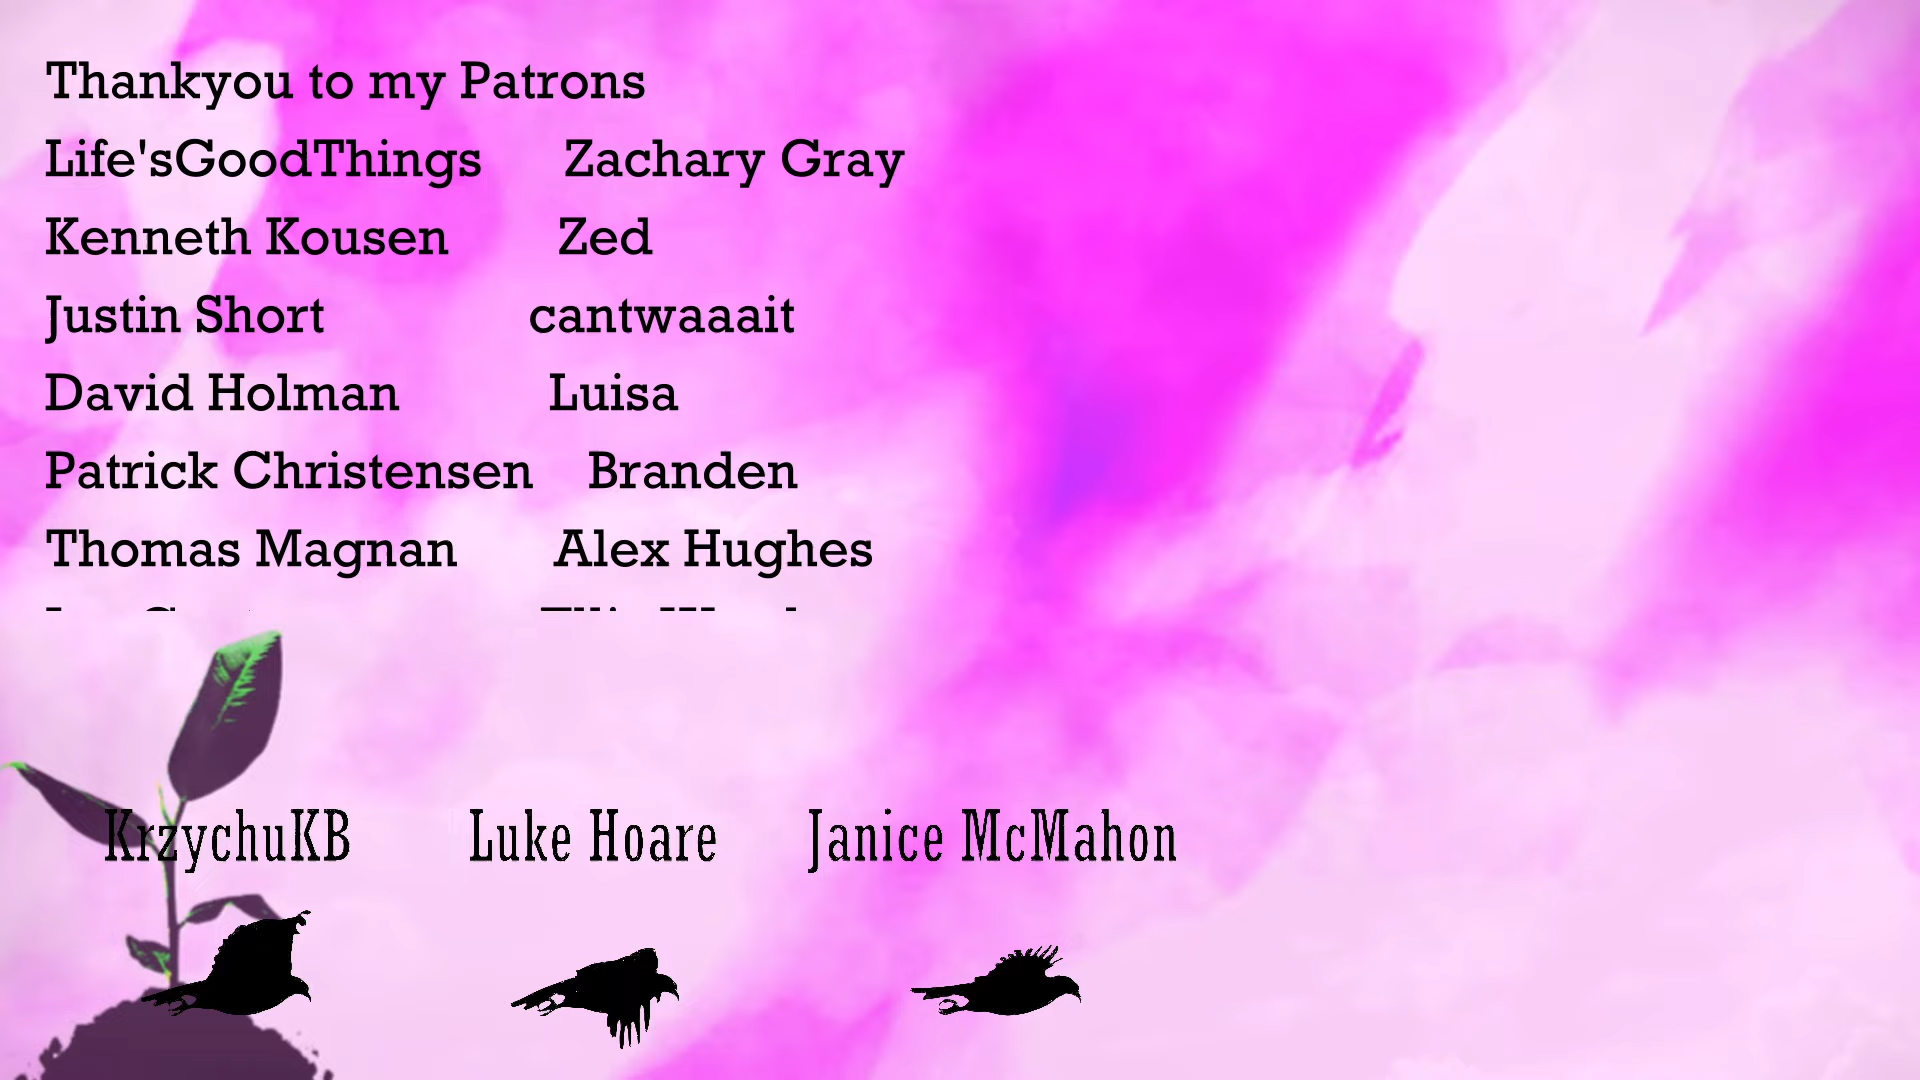 Thankyou to my Patrons
Life'sGoodThings Zachary Gray
Kenneth Kousen Zed
Justin Short cantwaaait
David Holman Luisa
Patrick Christensen Branden
Thomas Magnan Alex Hughes
KrzychuKB Luke Hoare Janice McMahon